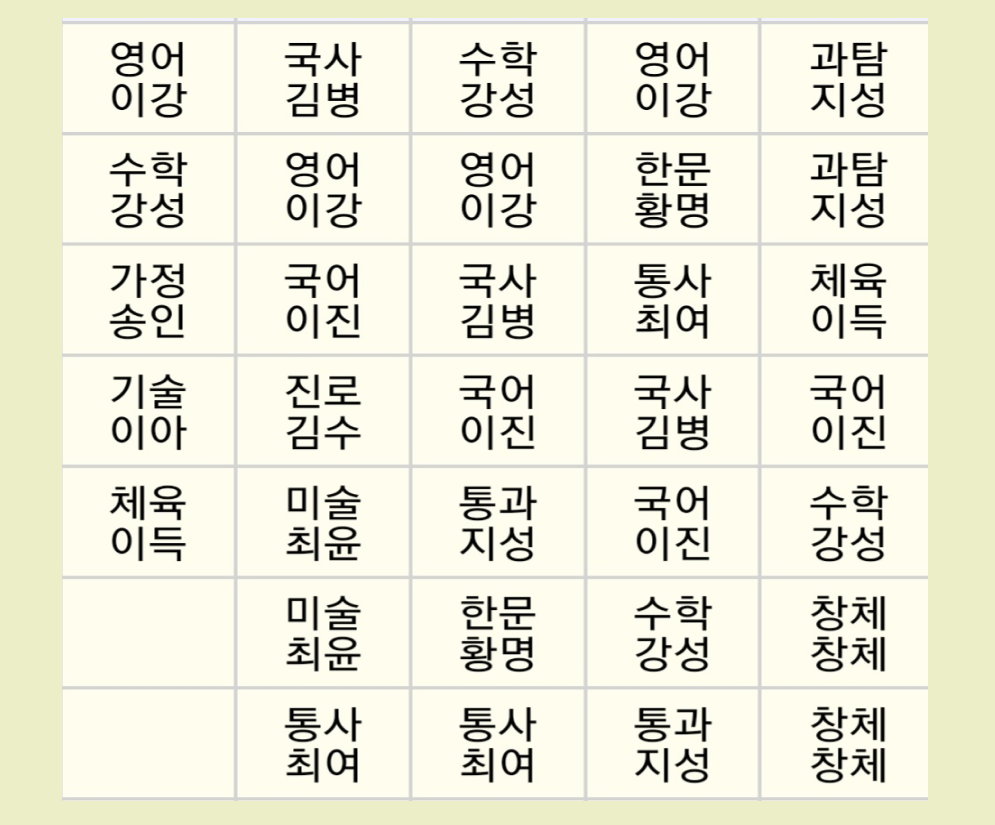 영어 국사 수학 영어 과탐
이강 김병 강성 이강 지성
수학 영어 영어 한문 과탐
강성 이강 이강 황명 지성
가정 국어 국사 통사 체육
송인 이진 김병 최여 이득
기술 진로 국어 국사 국어
이아 김수 이진 김병 이진
체육 미술 통과 국어 수학
이득 최윤 지성 이진 강성
미술 한문 수학 창체
최윤 황명 강성 창체
통사 통사 통과 창체
최여 최여 지성 창체